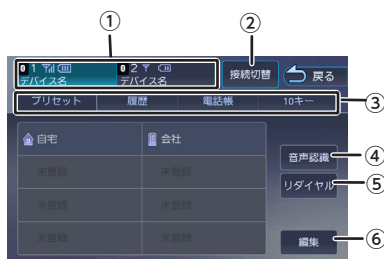 ① ②
1 2
デバイス名 デバイス名 接続切替 戻る
プリセット 履歴 電話帳 10キー ③
自宅 会社
音声認識 ④
未登録 未登録
リダイヤル ⑤
未登録 未登録
未登録 未登録 編集 ⑥